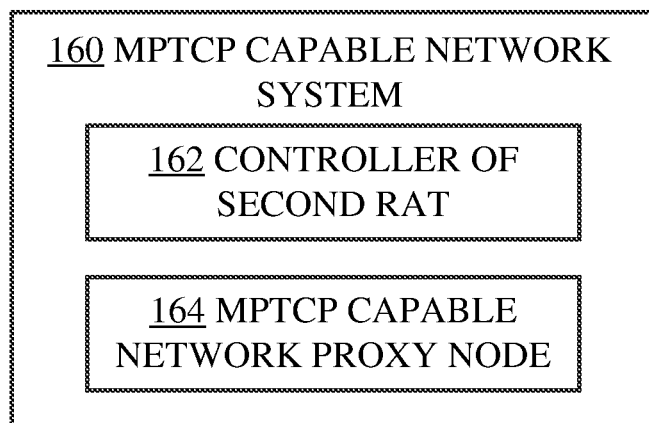 160 MPTCP CAPABLE NETWORK
SYSTEM
162 CONTROLLER OF
SECOND RAT
164 MPTCP CAPABLE
NETWORK PROXY NODE